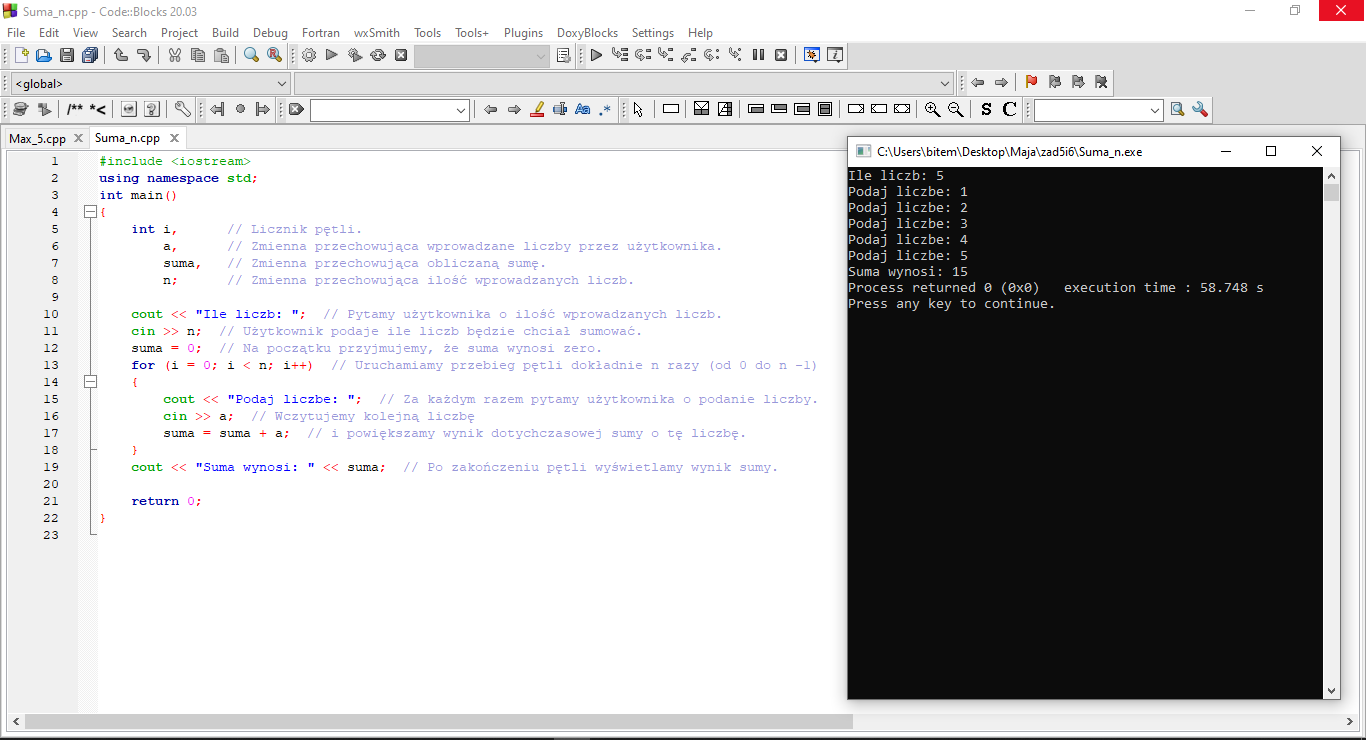 Suma_n.cpp - Code::Blocks 20.03
File Edit View Search Project Build Debug Fortran wxSmith Tools Tools+ Plugins DoxyBlocks Settings Help
<global>
/** *<
Aa .* S C
Max_5.cpp Suma_n.cpp
1 #include <iostream>
2 using namespace std;
3 int main()
4 {
5 int i, // Licznik pętli.
6 a, // Zmienna przechowująca wprowadzane liczby przez użytkownika.
7 suma, // Zmienna przechowująca obliczaną sumę.
8 n; // Zmienna przechowująca ilość wprowadzanych liczb.
9
10 cout << "Ile liczb: "; // Pytamy użytkownika o ilość wprowadzanych liczb.
11 cin >> n; // Użytkownik podaje ile liczb będzie chciał sumować.
12 suma = 0; // Na początku przyjmujemy, że suma wynosi zero.
13 for (i = 0; i < n; i++) // Uruchamiamy przebieg pętli dokładnie n razy (od 0 do n -1)
14 {
15 cout << "Podaj liczbe: "; // Za każdym razem pytamy użytkownika o podanie liczby.
16 cin >> a; // Wczytujemy kolejną liczbę
17 suma = suma + a; // i powiększamy wynik dotychczasowej sumy o tę liczbę.
18 }
19 cout << "Suma wynosi: " << suma; // Po zakończeniu pętli wyświetlamy wynik sumy.
20
21 return 0;
22 }
23
C:\Users\bitem\Desktop\Maja\zad5i6\Suma_n.exe
Ile liczb: 5
Podaj liczbe: 1
Podaj liczbe: 2
Podaj liczbe: 3
Podaj liczbe: 4
Podaj liczbe: 5
Suma wynosi: 15
Process returned 0 (0x0) execution time : 58.748 s
Press any key to continue.